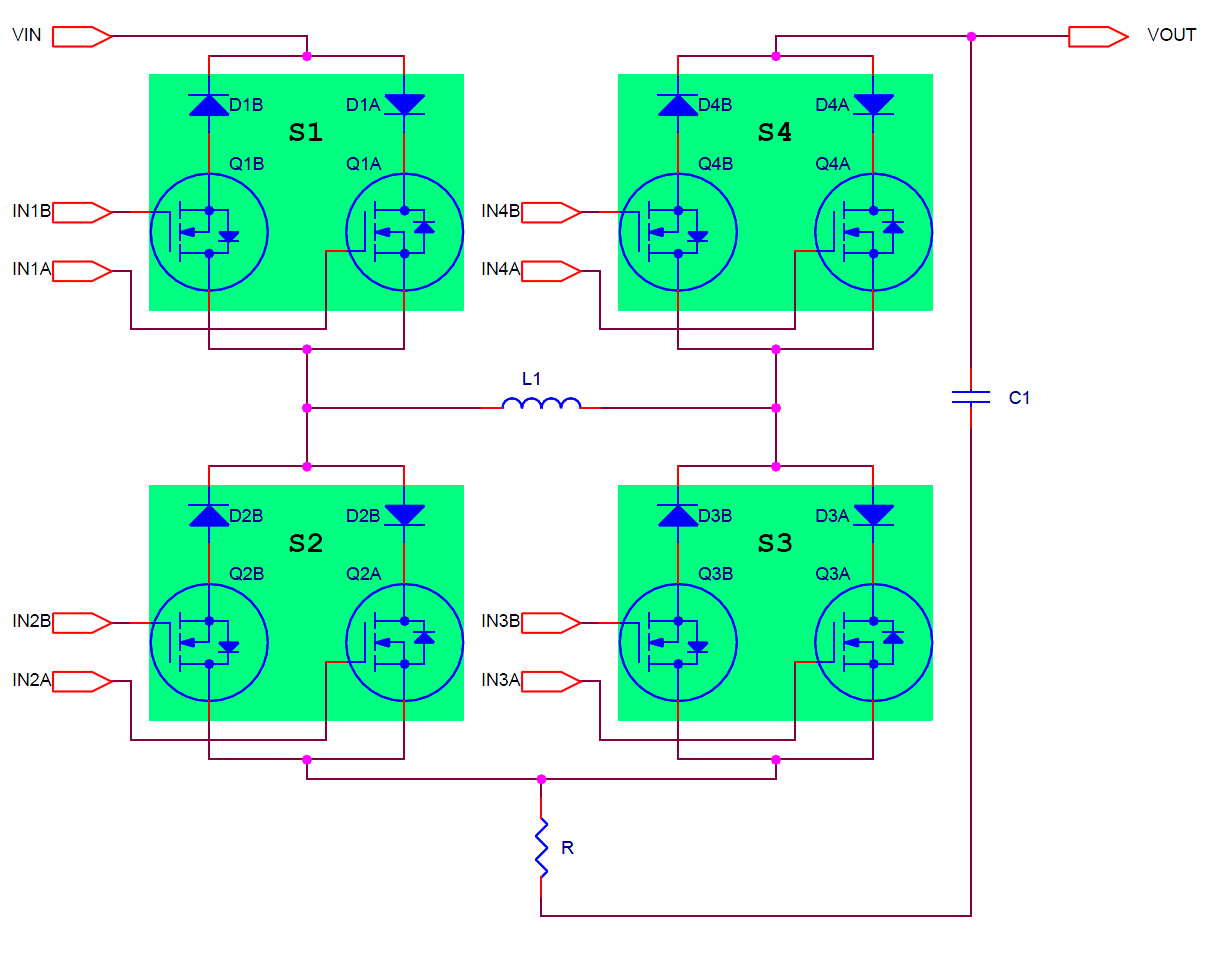 VIN
VOUT
D1B D1A
S1
Q1B Q1A
D4B D4A
S4
Q4B Q4A
IN1B
IN1A
IN4B
IN4A
L1
C1
D2B D2B
S2
Q2B Q2A
D3B D3A
S3
Q3B Q3A
IN2B
IN2A
IN3B
IN3A
R